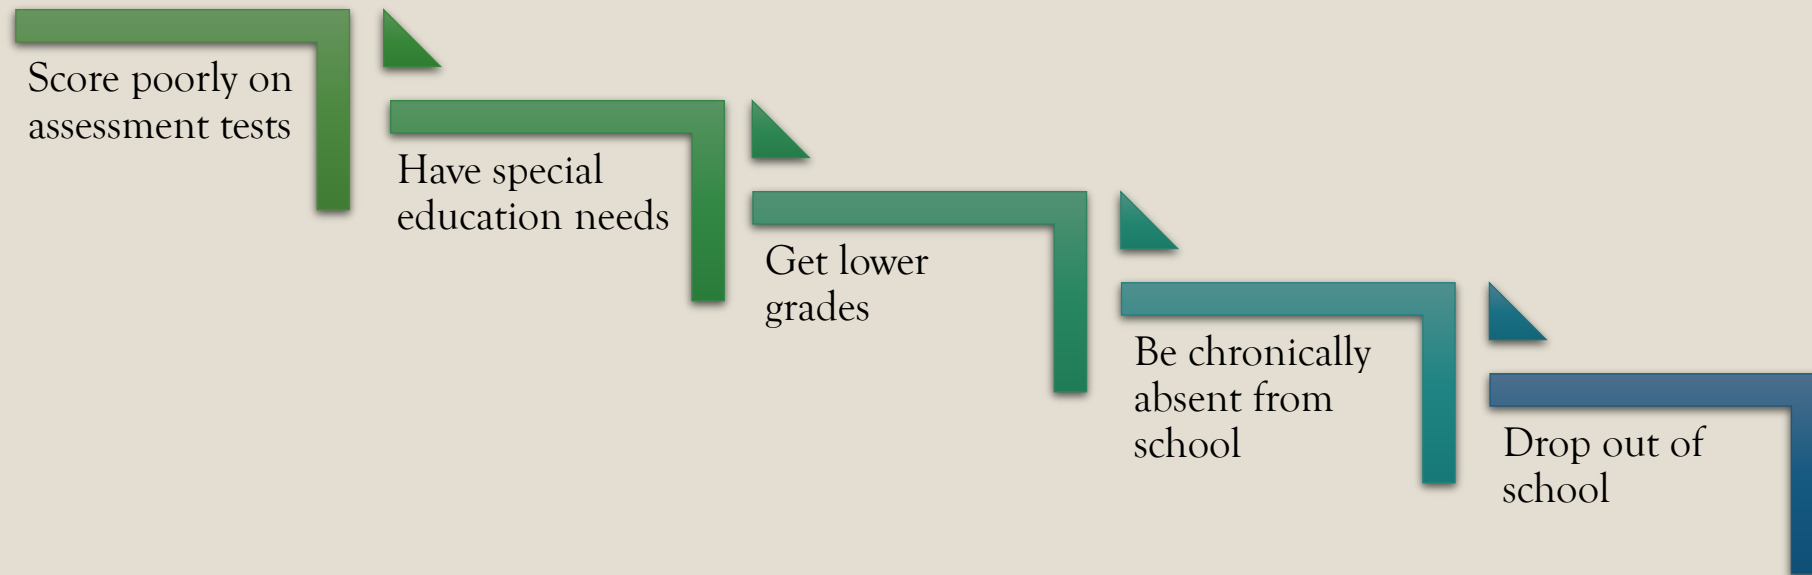 Score poorly on
assessment tests
Have special
education needs
Get lower
grades
Be chronically
absent from
school
Drop out of
school